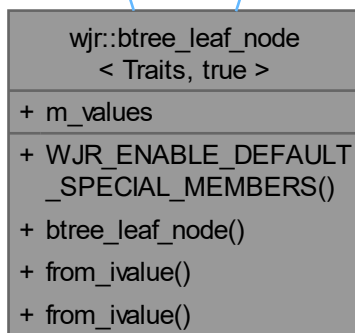 wjr::btree_leaf_node
< Traits, true >
+ m_values
+ WJR_ENABLE_DEFAULT
_SPECIAL_MEMBERS()
+ btree_leaf_node()
+ from_ivalue()
+ from_ivalue()